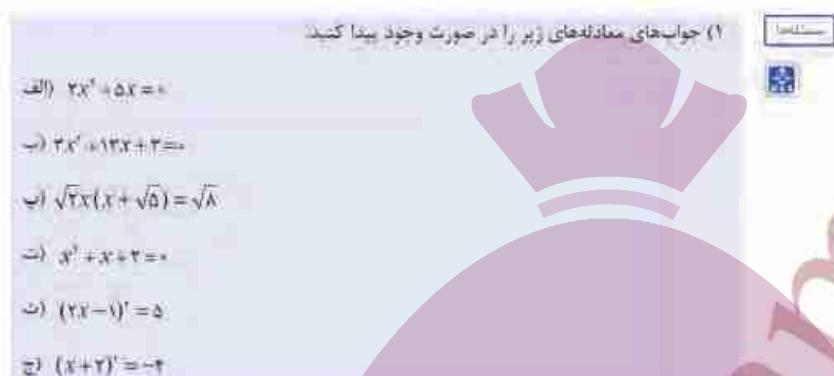 مسئله‌ها
۱) جواب‌های معادله‌های زیر را در صورت وجود پیدا کنید.
الف) ۲x² + ۵x = ۰
ب) ۳x² + ۱۳x + ۳ = ۰
پ) √۲x(x + √۵) = √۸
ت) x² + x + ۲ = ۰
ث) (۲x − ۱)² = ۵
ج) (x + ۲)² = −۴